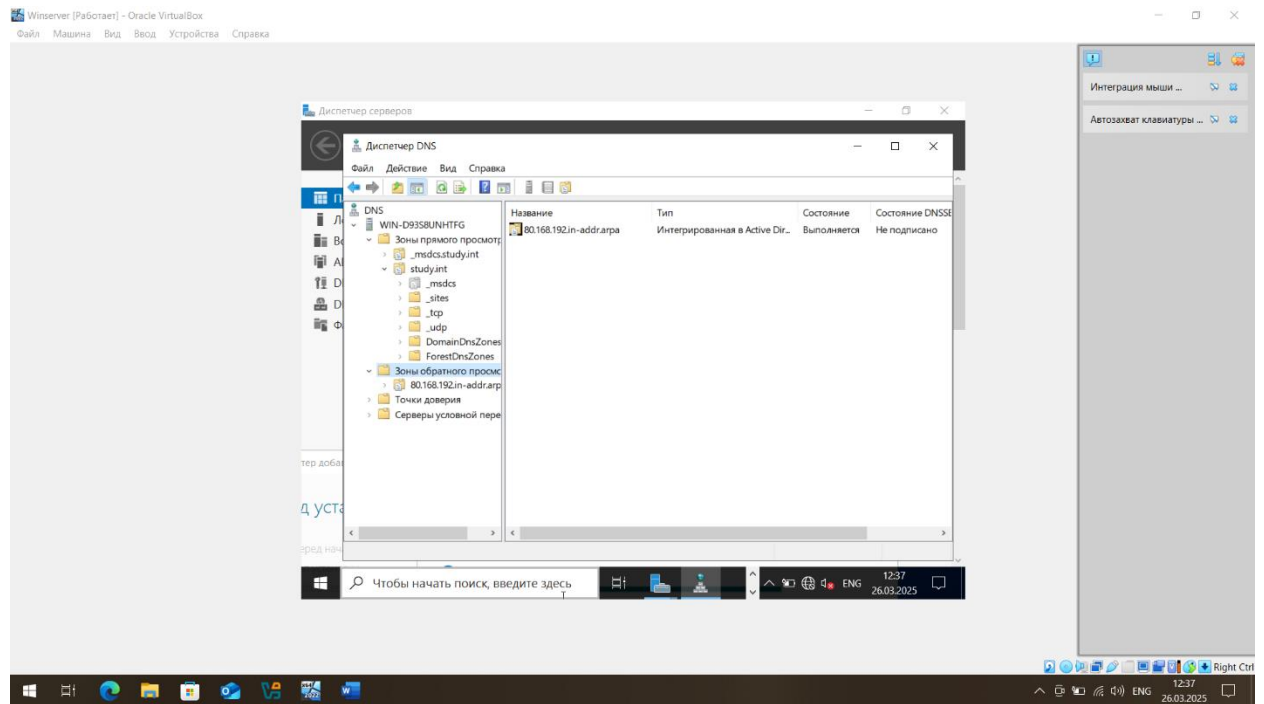 Winserver [Работает] - Oracle VirtualBox
Файл Машина Вид Ввод Устройства Справка
Интеграция мыши ...
Автозахват клавиатуры ...
Диспетчер серверов
Диспетчер DNS
Файл Действие Вид Справка
DNS
WIN-D93S8UNHTFG
Зоны прямого просмотр
_msdcs.study.int
study.int
_msdcs
_sites
_tcp
_udp
DomainDnsZones
ForestDnsZones
Зоны обратного просмс
80.168.192.in-addr.arp
Точки доверия
Серверы условной пере
Название Тип Состояние Состояние DNSSE
80.168.192.in-addr.arpa Интегрированная в Active Dir... Выполняется Не подписано
тер добав
д уста
еред нач
Чтобы начать поиск, введите здесь
ENG
12:37
26.03.2025
Right Ctrl
ENG
12:37
26.03.2025